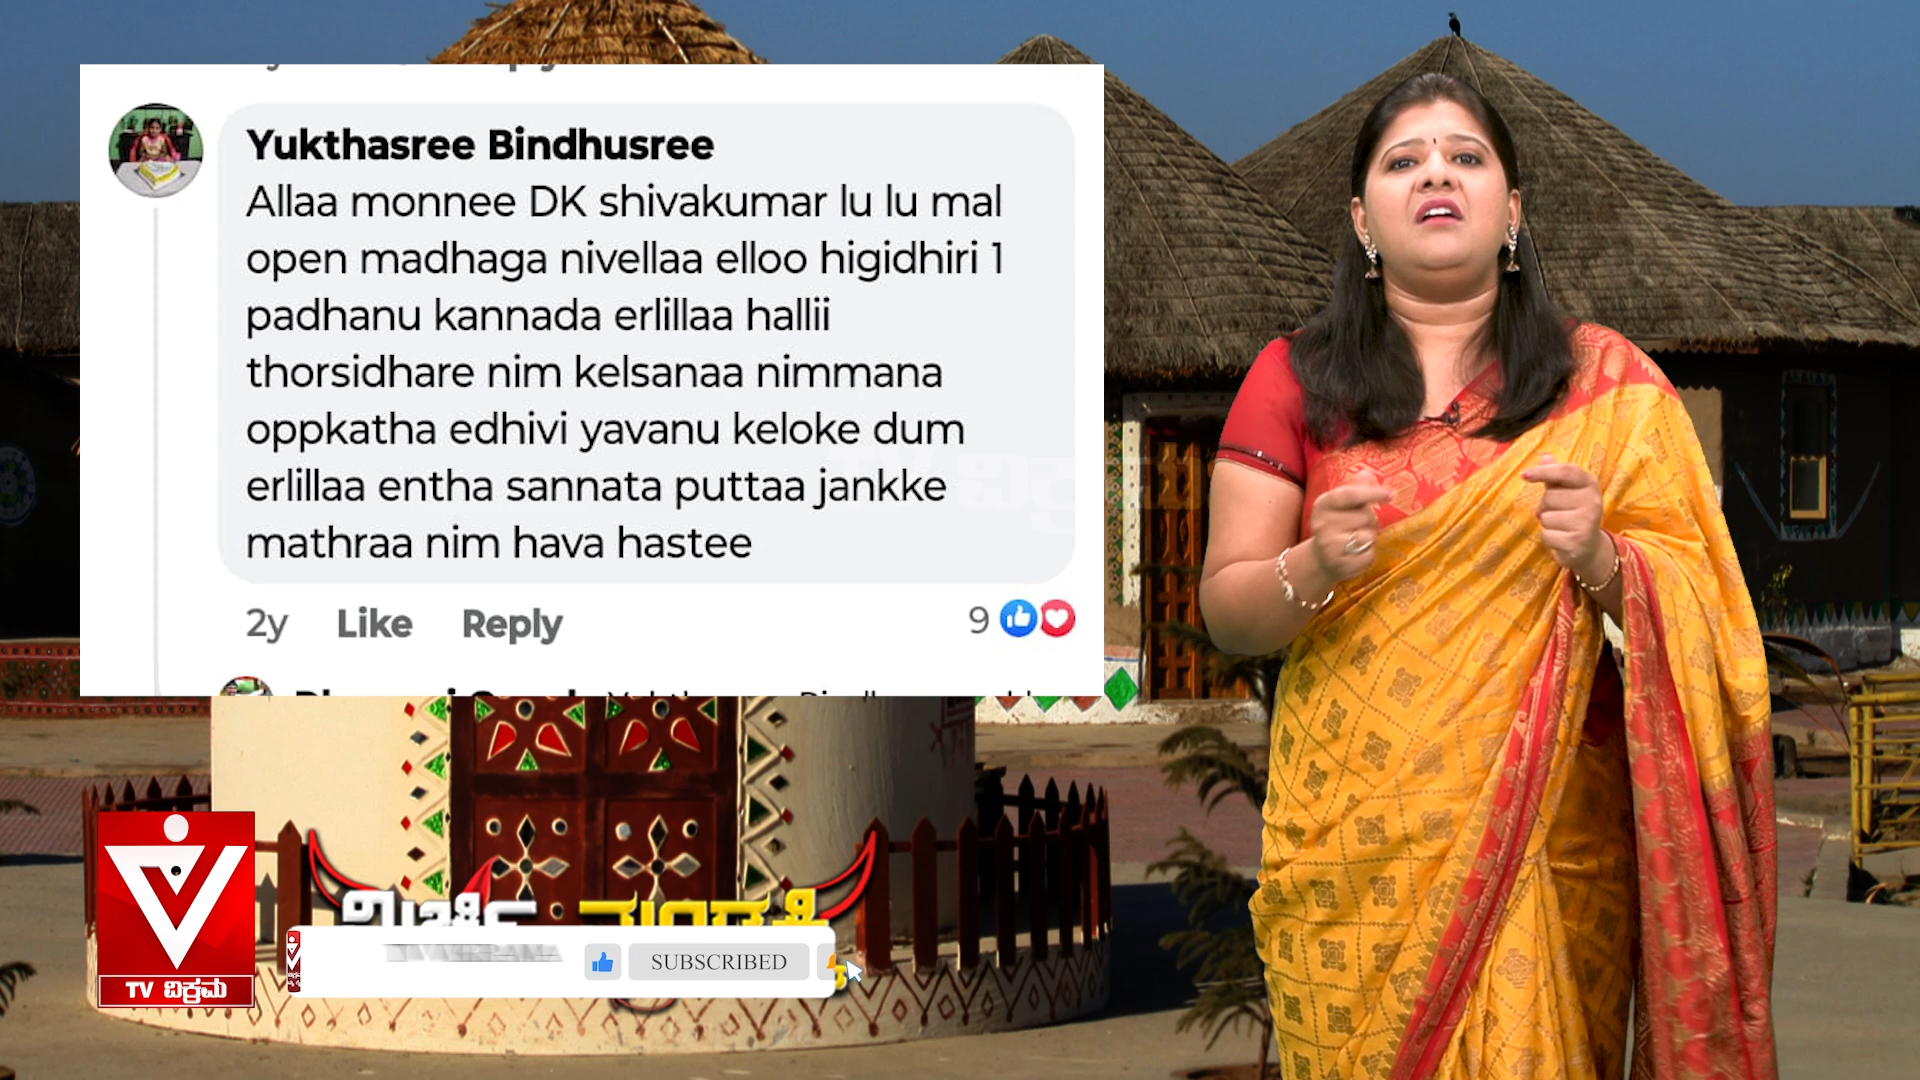 Yukthasree Bindhusree
Allaa monnee DK shivakumar lu lu mal
open madhaga nivellaa elloo higidhiri 1
padhanu kannada erlillaa hallii
thorsidhare nim kelsanaa nimmana
oppkatha edhivi yavanu keloke dum
erlillaa entha sannata puttaa jankke
mathraa nim hava hastee
2y Like Reply 9
TV ವಿಕ್ರಮ
SUBSCRIBED
TV ವಿಕ್ರಮ